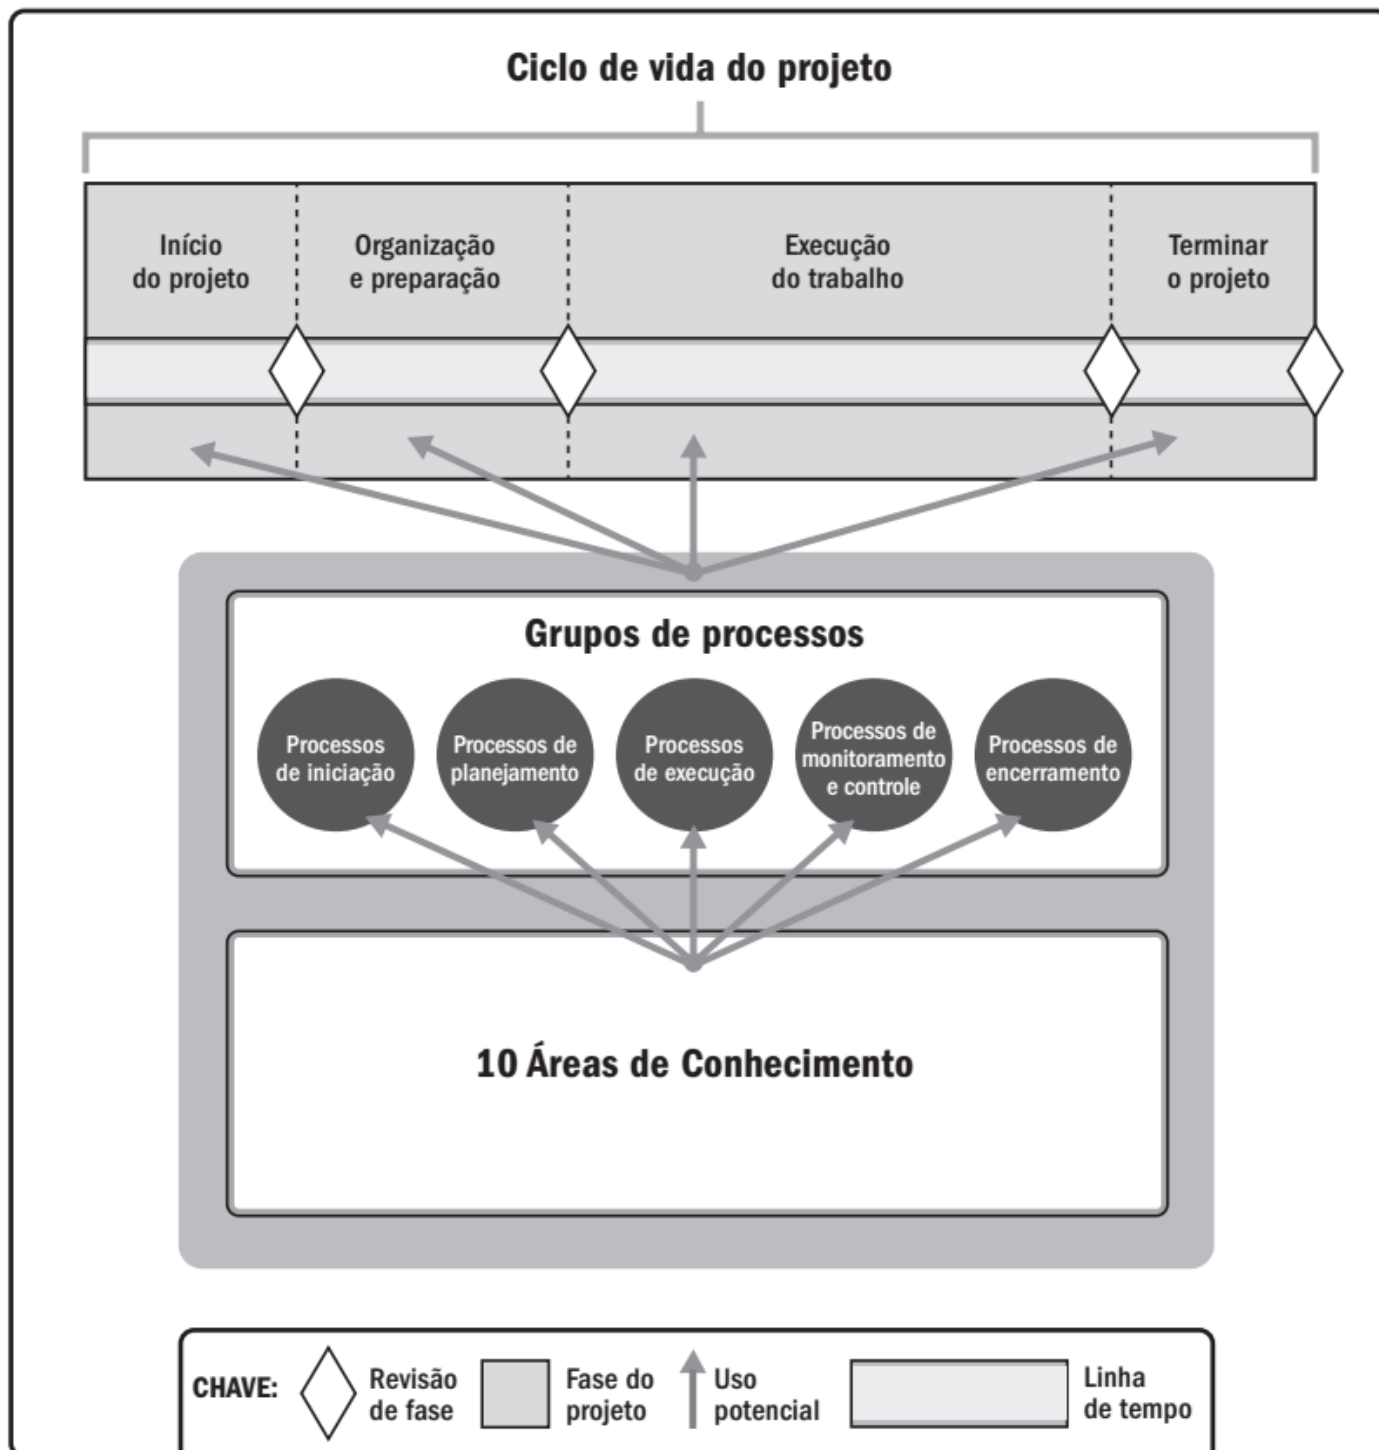 Ciclo de vida do projeto
Início
do projeto
Organização
e preparação
Execução
do trabalho
Terminar
o projeto
Grupos de processos
Processos
de iniciação
Processos de
planejamento
Processos
de execução
Processos de
monitoramento
e controle
Processos de
encerramento
10 Áreas de Conhecimento
CHAVE:
Revisão
de fase
Fase do
projeto
Uso
potencial
Linha
de tempo